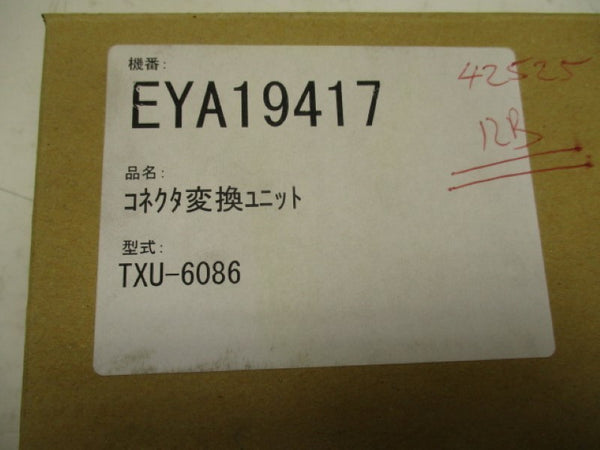 機番:
EYA19417
42525
12B
品名:
コネクタ変換ユニット
型式:
TXU-6086